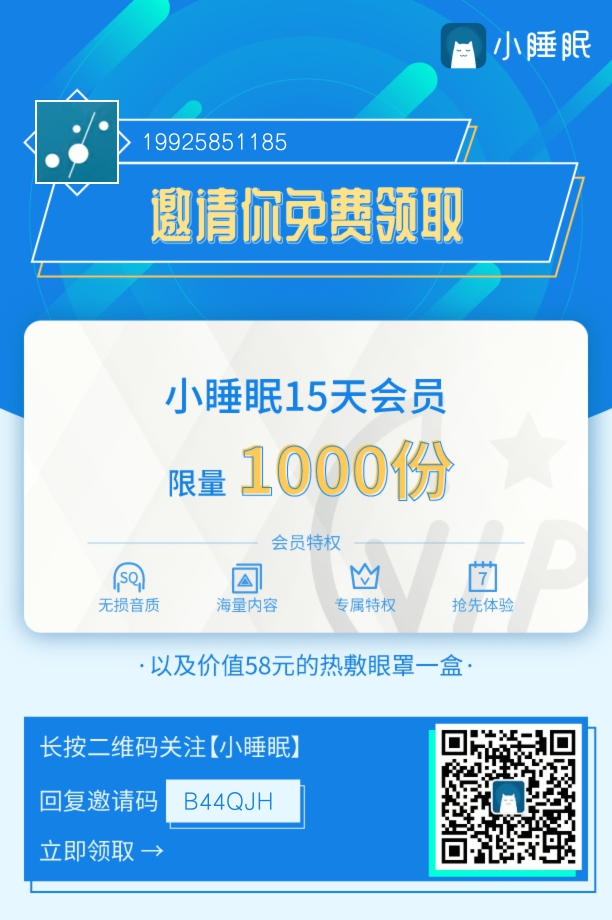 小睡眠
19925851185
邀请你免费领取
小睡眠15天会员
限量 1000份
VIP
会员特权
SQ
7
无损音质 海量内容 专属特权 抢先体验
·以及价值58元的热敷眼罩一盒·
长按二维码关注【小睡眠】
回复邀请码 B44QJH
立即领取 →